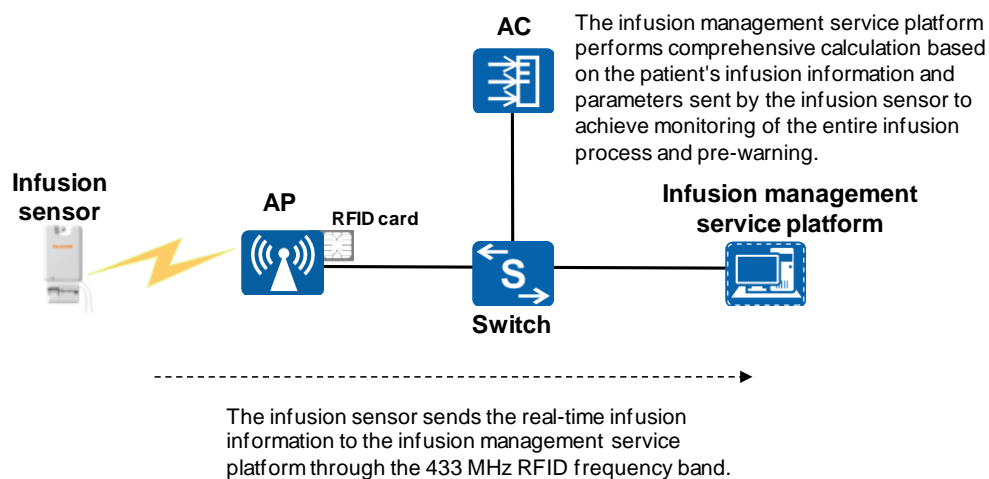 AC
The infusion management service platform
performs comprehensive calculation based
on the patient's infusion information and
parameters sent by the infusion sensor to
achieve monitoring of the entire infusion
process and pre-warning.
Infusion
sensor
AP
RFID card
Infusion management
service platform
S
Switch
The infusion sensor sends the real-time infusion
information to the infusion management service
platform through the 433 MHz RFID frequency band.